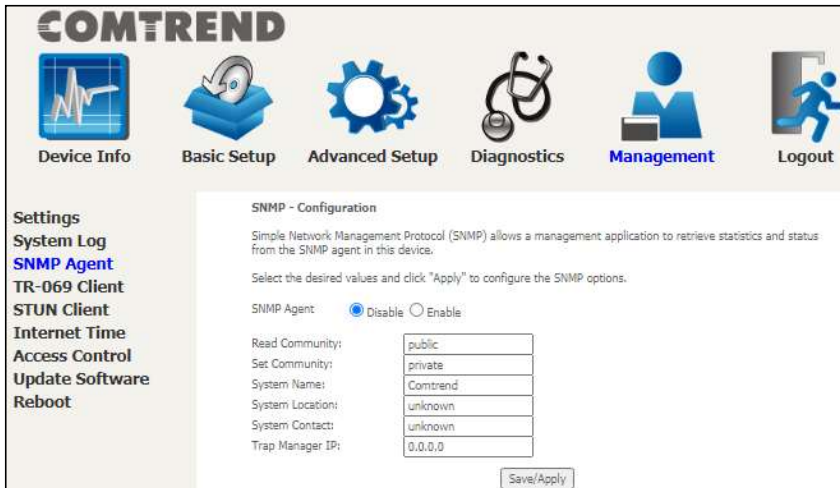 COMTREND
Device Info Basic Setup Advanced Setup Diagnostics Management Logout
Settings
System Log
SNMP Agent
TR-069 Client
STUN Client
Internet Time
Access Control
Update Software
Reboot
SNMP - Configuration
Simple Network Management Protocol (SNMP) allows a management application to retrieve statistics and status
from the SNMP agent in this device.
Select the desired values and click "Apply" to configure the SNMP options.
SNMP Agent Disable Enable
Read Community: public
Set Community: private
System Name: Comtrend
System Location: unknown
System Contact: unknown
Trap Manager IP: 0.0.0.0
Save/Apply